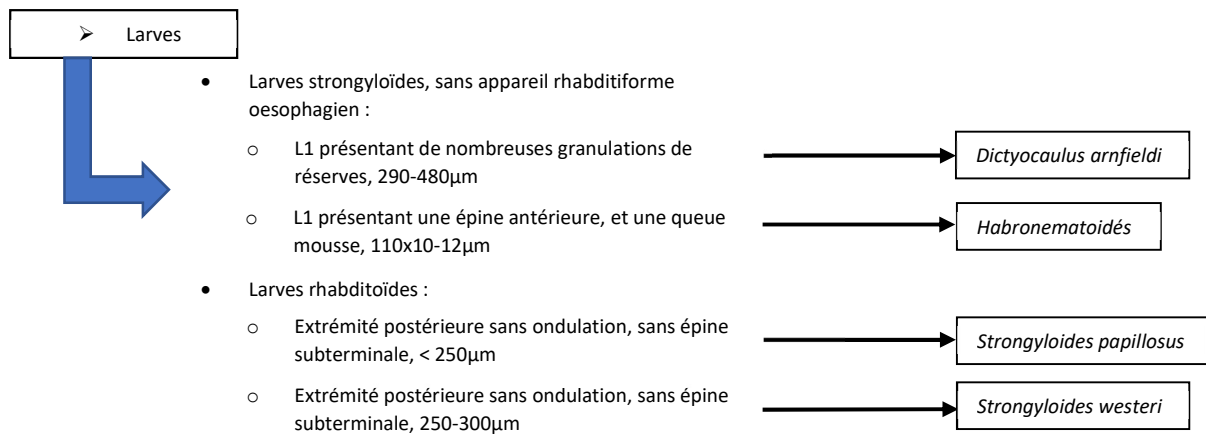 ➢ Larves
• Larves strongyloïdes, sans appareil rhabditiforme
oesophagien :
o L1 présentant de nombreuses granulations de
réserves, 290-480µm
Dictyocaulus arnfieldi
o L1 présentant une épine antérieure, et une queue
mousse, 110x10-12µm
Habronematoidés
• Larves rhabditoïdes :
o Extrémité postérieure sans ondulation, sans épine
subterminale, < 250µm
Strongyloides papillosus
o Extrémité postérieure sans ondulation, sans épine
subterminale, 250-300µm
Strongyloides westeri